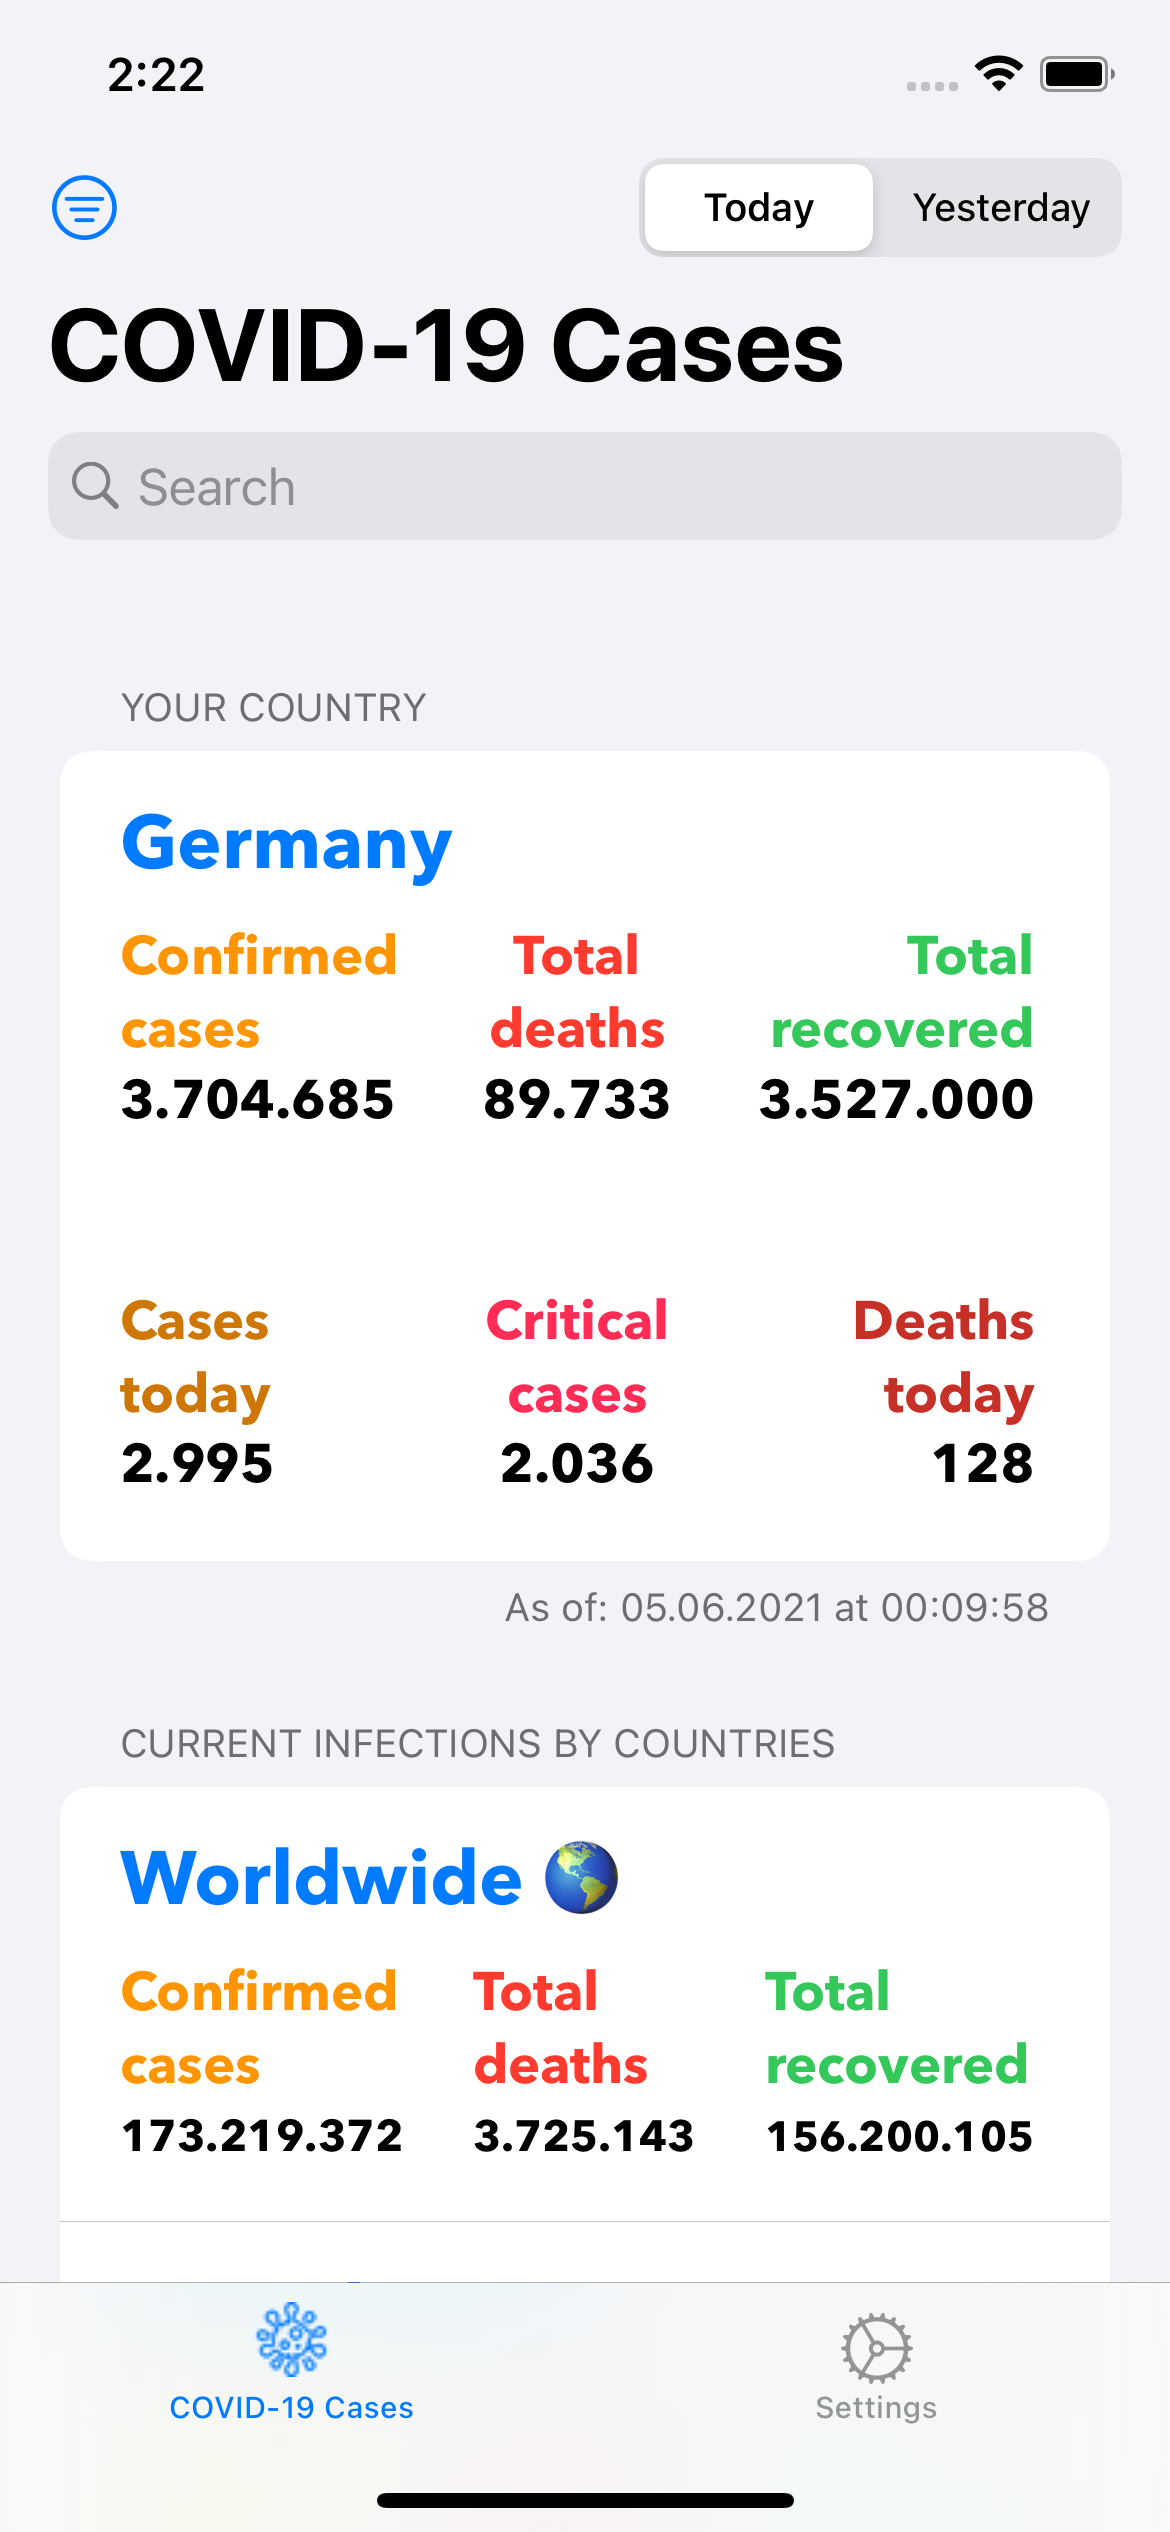 2:22
Today Yesterday
COVID-19 Cases
Search
YOUR COUNTRY
Germany
Confirmed Total Total
cases deaths recovered
3.704.685 89.733 3.527.000
Cases Critical Deaths
today cases today
2.995 2.036 128
As of: 05.06.2021 at 00:09:58
CURRENT INFECTIONS BY COUNTRIES
Worldwide
Confirmed Total Total
cases deaths recovered
173.219.372 3.725.143 156.200.105
COVID-19 Cases Settings